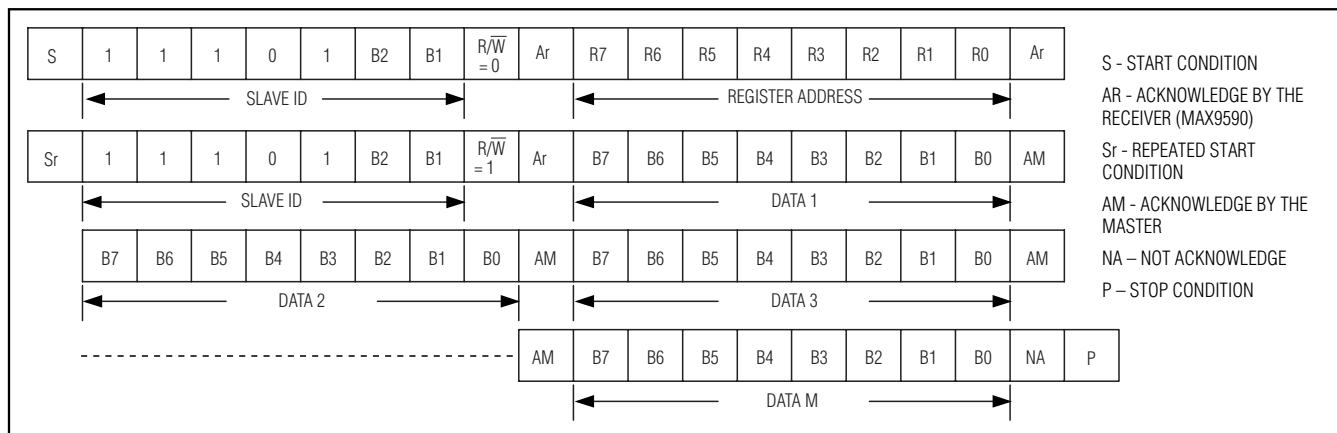 S 1 1 1 0 1 B2 B1 R/W̅ = 0 Ar R7 R6 R5 R4 R3 R2 R1 R0 Ar
SLAVE ID REGISTER ADDRESS
Sr 1 1 1 0 1 B2 B1 R/W̅ = 1 Ar B7 B6 B5 B4 B3 B2 B1 B0 AM
SLAVE ID DATA 1
B7 B6 B5 B4 B3 B2 B1 B0 AM B7 B6 B5 B4 B3 B2 B1 B0 AM
DATA 2 DATA 3
AM B7 B6 B5 B4 B3 B2 B1 B0 NA P
DATA M
S - START CONDITION
AR - ACKNOWLEDGE BY THE
RECEIVER (MAX9590)
Sr - REPEATED START
CONDITION
AM - ACKNOWLEDGE BY THE
MASTER
NA – NOT ACKNOWLEDGE
P – STOP CONDITION